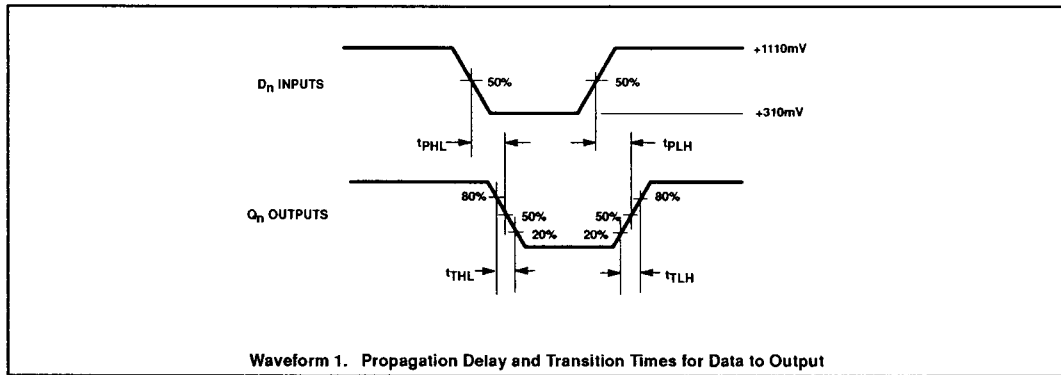 +1110mV
50% 50%
Dn INPUTS
+310mV
tPHL tPLH
80% 80%
Qn OUTPUTS 50% 50%
20% 20%
tTHL tTLH
Waveform 1. Propagation Delay and Transition Times for Data to Output